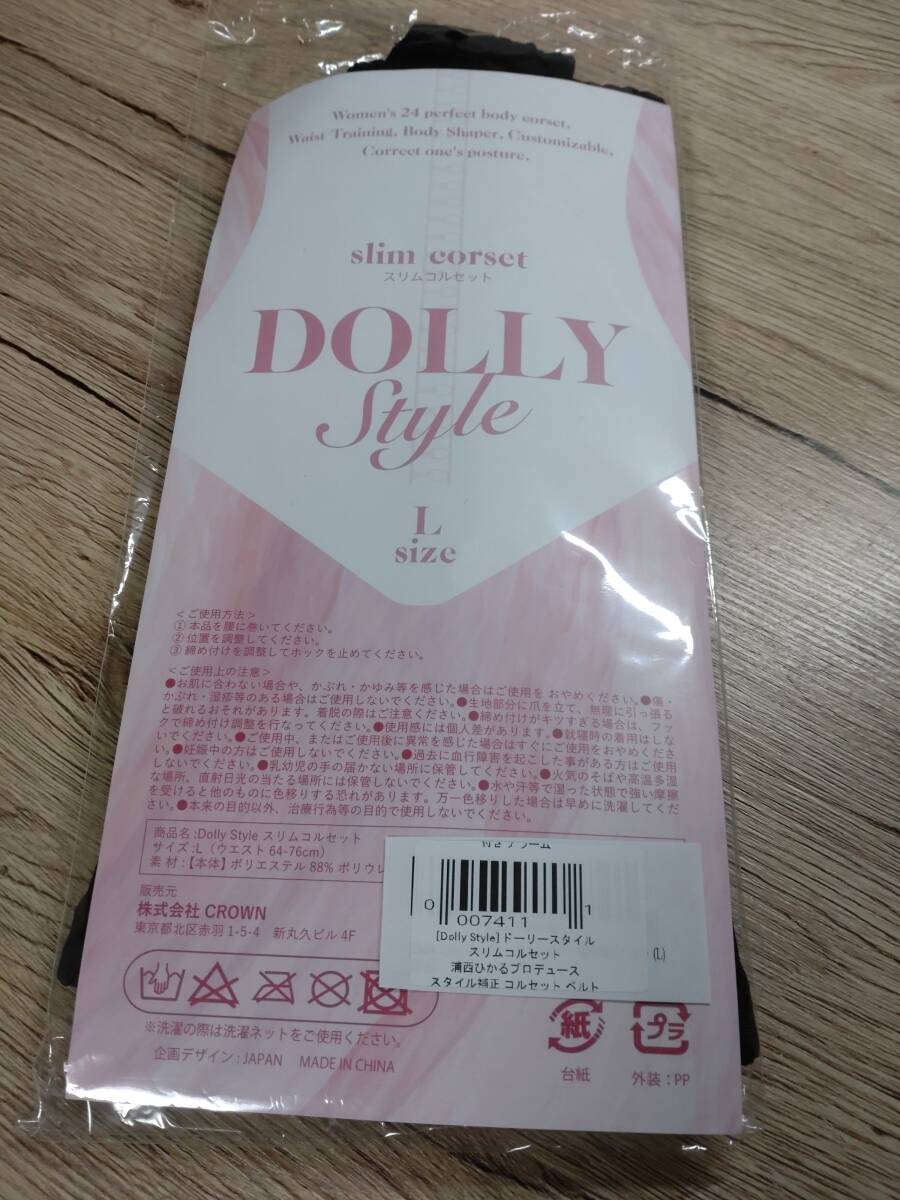 Women's 24 perfect body corset.
Waist Training, Body Shaper, Customizable,
Correct one's posture.
slim corset
スリムコルセット
DOLLY
Style
L
size
＜ご使用方法＞
① 本品を腰に巻いてください。
② 位置を調整してください。
③ 締め付けを調整してホックを止めてください。
＜ご使用上の注意＞
●お肌に合わない場合や、かぶれ・かゆみ等を感じた場合はご使用を おやめください。●傷・
かぶれ・湿疹等のある場合はご使用しないでください。●生地部分に爪を立て、無理に引っ張る
と破れるおそれがあります。着脱の際はご注意ください。●締め付けがキツすぎる場合は、フッ
クで締め付け調整を行なってください。●使用感には個人差があります。●就寝時の着用はしな
いでください。●ご使用中、またはご使用後に異常を感じた場合はすぐにご使用をおやめくださ
い。●妊娠中の方はご使用しないでください。●過去に血行障害を起こした事がある方はご使用
しないでください。●乳幼児の手の届かない場所に保管してください。●火気のそばや高温多湿
な場所、直射日光の当たる場所には保管しないでください。●水や汗等で湿った状態で強い摩擦
を受けると他のものに色移りする恐れがあります。万一色移りした場合は早めに洗濯してくだ
さい。●本来の目的以外、治療行為等の目的で使用しないでください。
商品名 :Dolly Style スリムコルセット
サイズ :L（ウエスト 64-76cm）
素 材 :【本体】ポリエステル 88% ポリウレ
販売元
株式会社 CROWN
東京都北区赤羽 1-5-4 新丸久ビル 4F
0 007411 1
[Dolly Style] ドーリースタイル
スリムコルセット
(L)
浦西ひかるプロデュース
スタイル補正 コルセット ベルト
※洗濯の際は洗濯ネットをご使用ください。
企画デザイン : JAPAN MADE IN CHINA
紙
台紙
プラ
外装 : PP